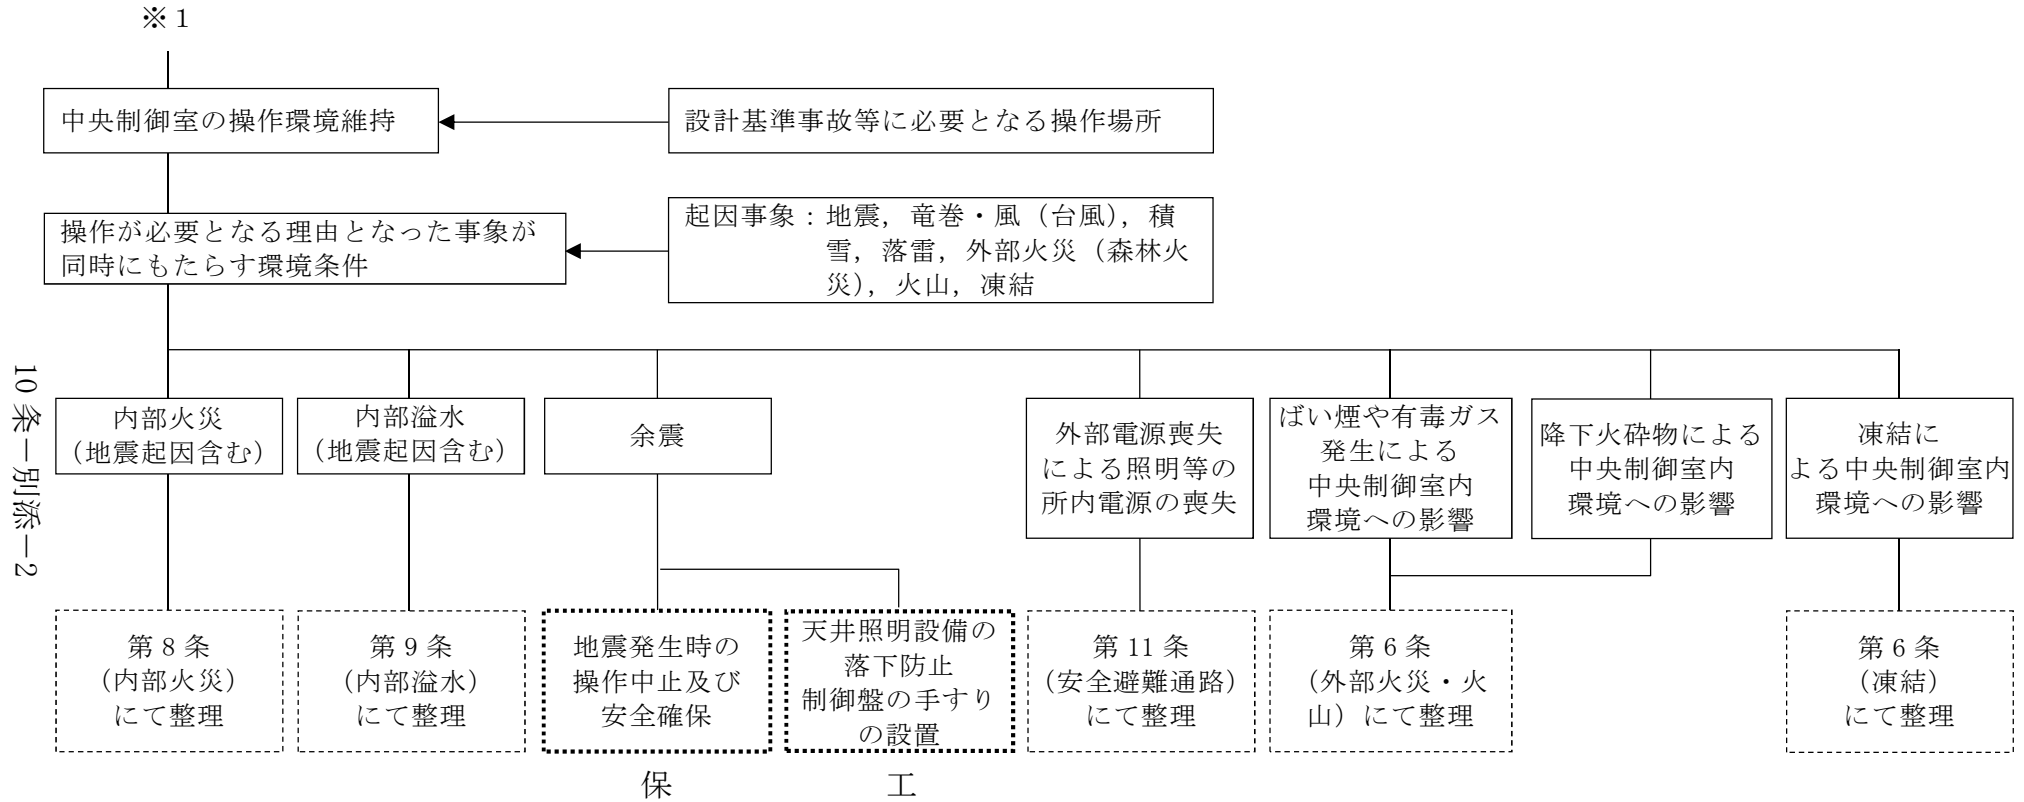 ※1
中央制御室の操作環境維持
設計基準事故等に必要となる操作場所
操作が必要となる理由となった事象が
同時にもたらす環境条件
起因事象：地震，竜巻・風（台風），積
雪，落雷，外部火災（森林火
災），火山，凍結
10条－別添－2
内部火災
（地震起因含む）
内部溢水
（地震起因含む）
余震
外部電源喪失
による照明等の
所内電源の喪失
ばい煙や有毒ガス
発生による
中央制御室内
環境への影響
降下火砕物による
中央制御室内
環境への影響
凍結に
よる中央制御室内
環境への影響
第8条
（内部火災）
にて整理
第9条
（内部溢水）
にて整理
地震発生時の
操作中止及び
安全確保
天井照明設備の
落下防止
制御盤の手すり
の設置
第11条
（安全避難通路）
にて整理
第6条
（外部火災・火
山）にて整理
第6条
（凍結）
にて整理
保
工